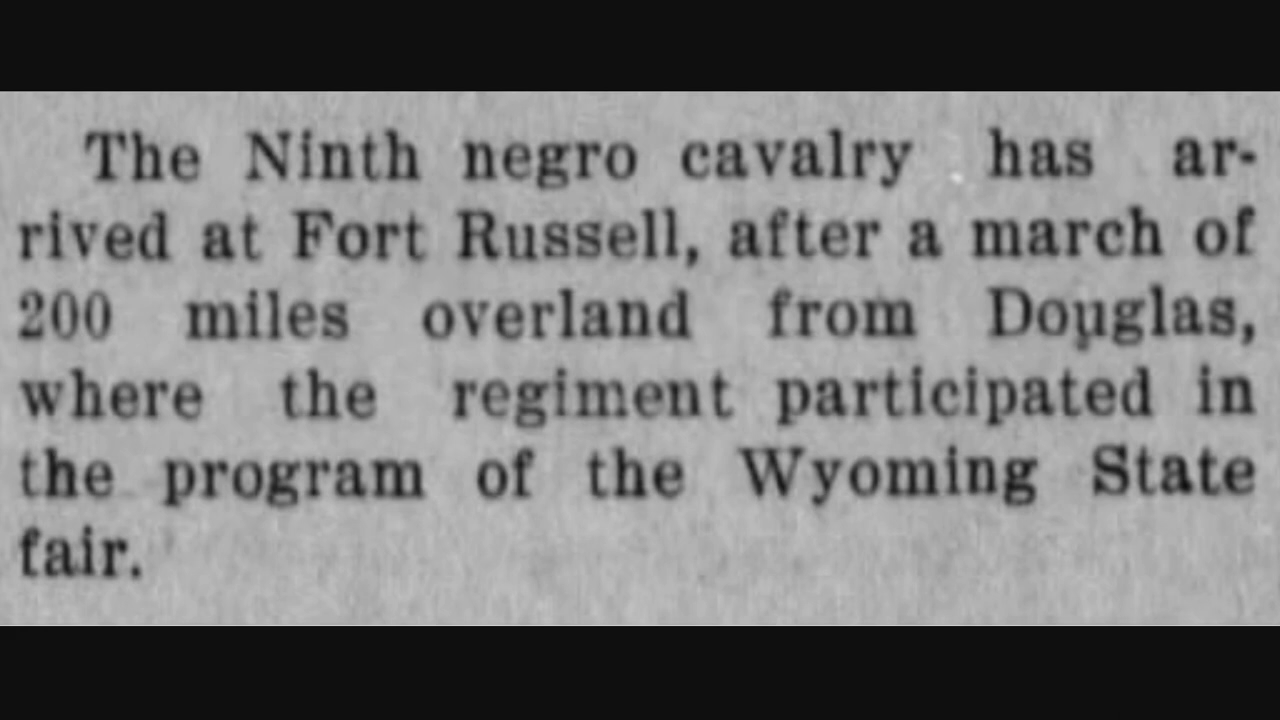 The Ninth negro cavalry has ar-
rived at Fort Russell, after a march of
200 miles overland from Douglas,
where the regiment participated in
the program of the Wyoming State
fair.